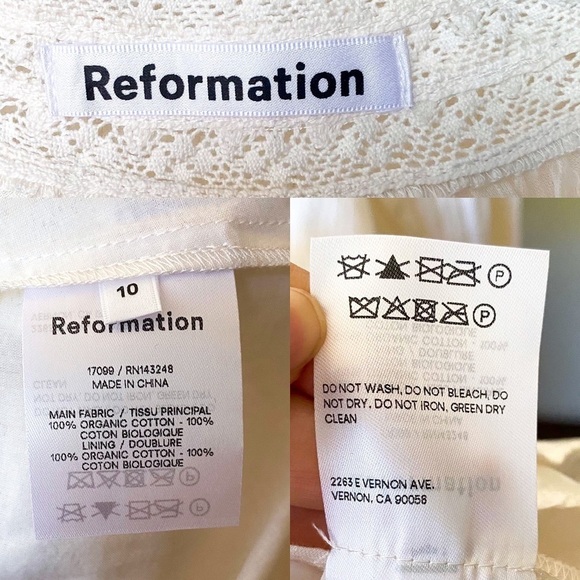 Reformation
10
Reformation
17099 / RN143248
MADE IN CHINA
MAIN FABRIC / TISSU PRINCIPAL
100% ORGANIC COTTON - 100%
COTON BIOLOGIQUE
LINING / DOUBLURE
100% ORGANIC COTTON - 100%
COTON BIOLOGIQUE
P
P
DO NOT WASH, DO NOT BLEACH, DO
NOT DRY, DO NOT IRON, GREEN DRY
CLEAN
2263 E VERNON AVE.
VERNON, CA 90058